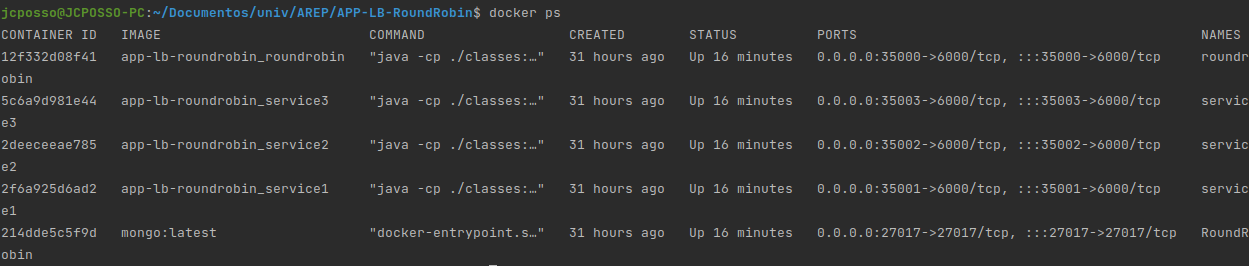 jcposso@JCPOSSO-PC:~/Documentos/univ/AREP/APP-LB-RoundRobin$ docker ps
CONTAINER ID   IMAGE                        COMMAND                  CREATED        STATUS          PORTS                                           NAMES
12f332d08f41   app-lb-roundrobin_roundrobin   "java -cp ./classes:…"   31 hours ago   Up 16 minutes   0.0.0.0:35000->6000/tcp, :::35000->6000/tcp     roundr
obin
5c6a9d981e44   app-lb-roundrobin_service3     "java -cp ./classes:…"   31 hours ago   Up 16 minutes   0.0.0.0:35003->6000/tcp, :::35003->6000/tcp     servic
e3
2deeceeae785   app-lb-roundrobin_service2     "java -cp ./classes:…"   31 hours ago   Up 16 minutes   0.0.0.0:35002->6000/tcp, :::35002->6000/tcp     servic
e2
2f6a925d6ad2   app-lb-roundrobin_service1     "java -cp ./classes:…"   31 hours ago   Up 16 minutes   0.0.0.0:35001->6000/tcp, :::35001->6000/tcp     servic
e1
214dde5c5f9d   mongo:latest                   "docker-entrypoint.s…"   31 hours ago   Up 16 minutes   0.0.0.0:27017->27017/tcp, :::27017->27017/tcp   RoundR
obin